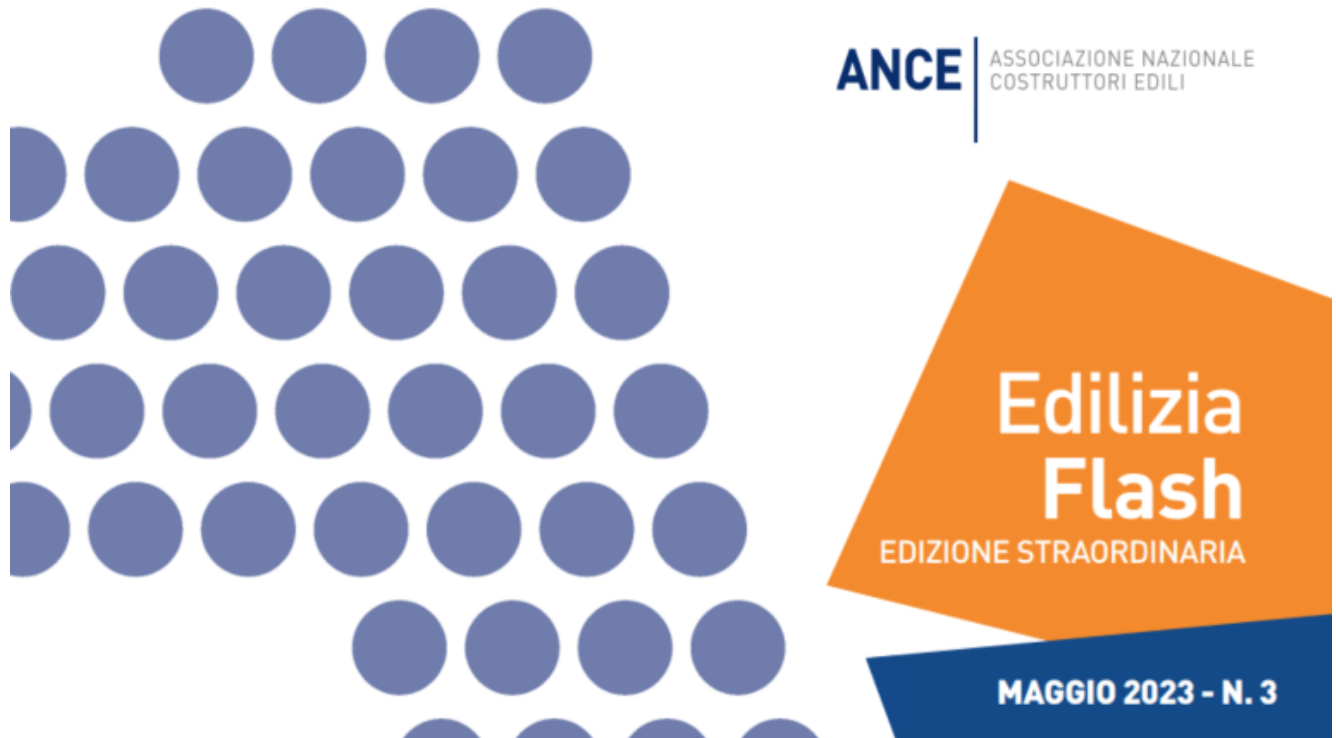 ANCE
ASSOCIAZIONE NAZIONALE
COSTRUTTORI EDILI
Edilizia
Flash
EDIZIONE STRAORDINARIA
MAGGIO 2023 - N. 3